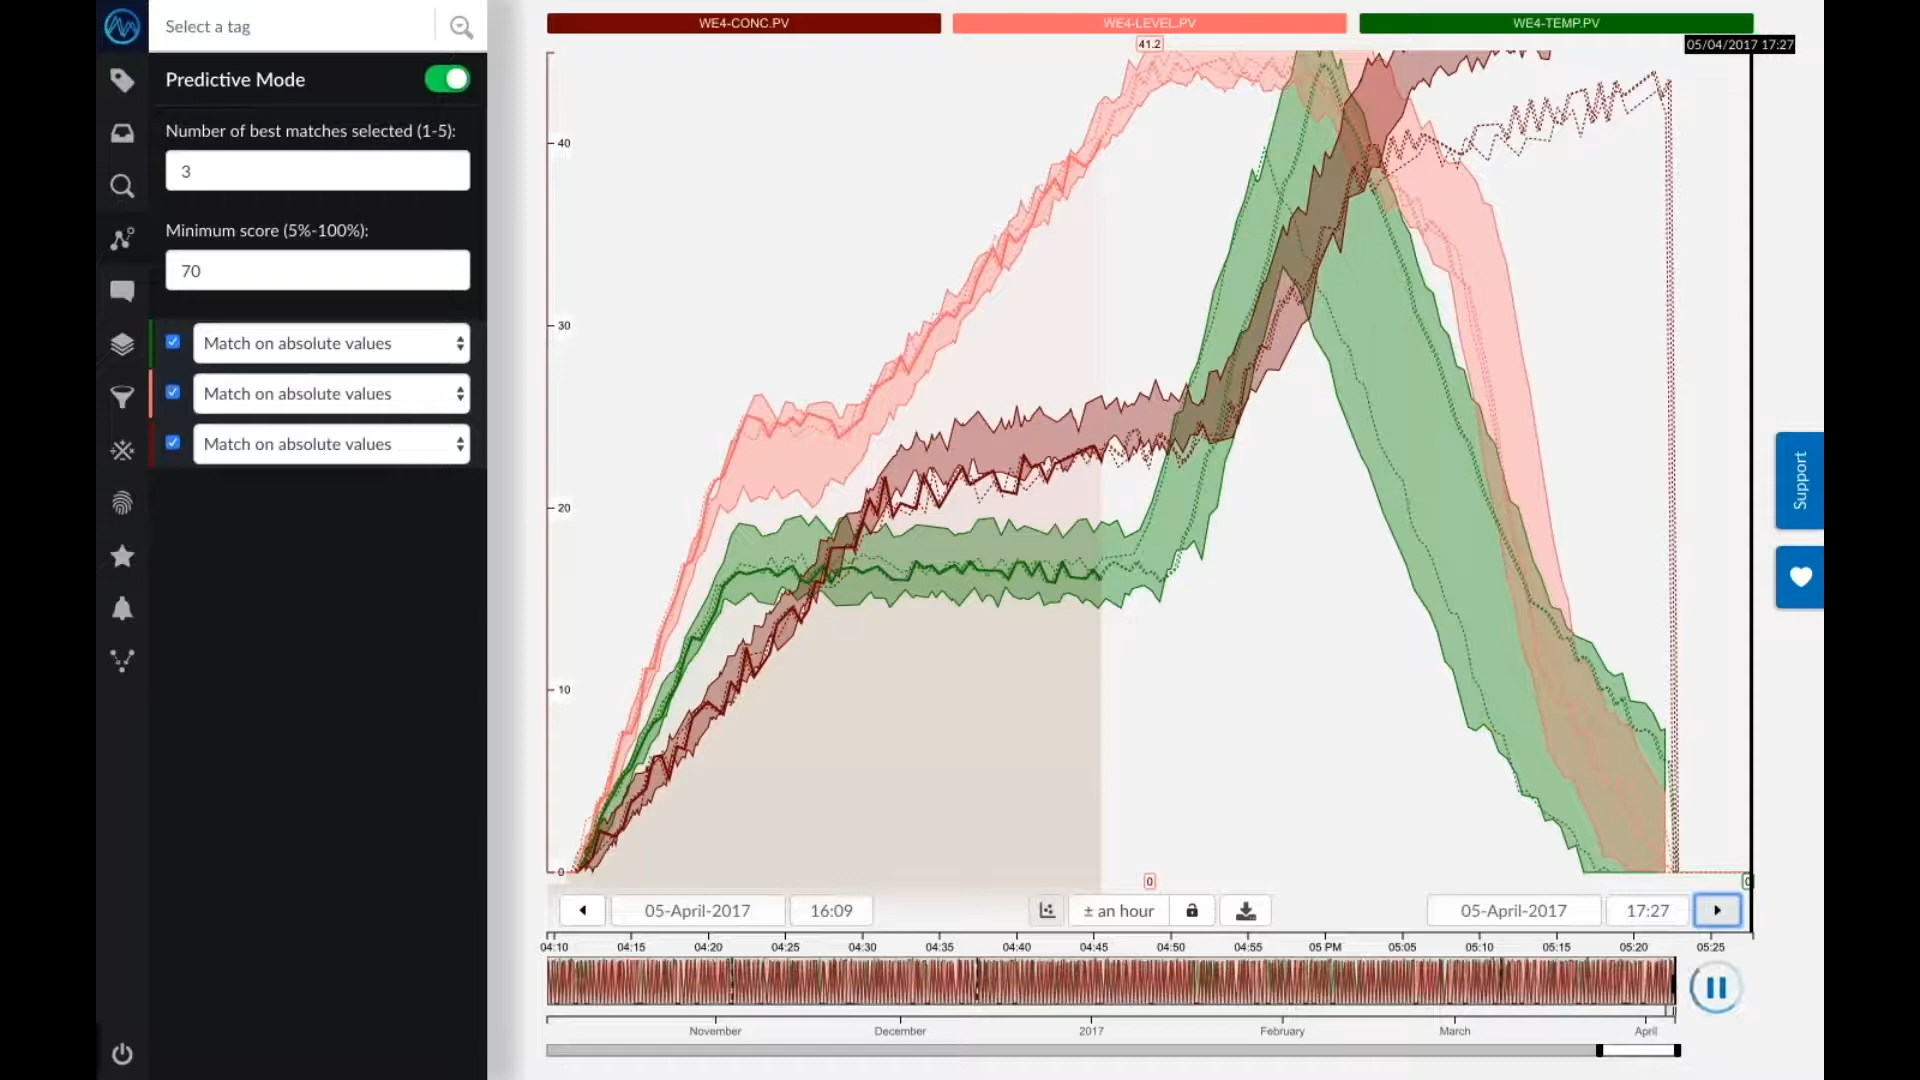 Select a tag
Predictive Mode
Number of best matches selected (1-5):
3
Minimum score (5%-100%):
70
Match on absolute values
Match on absolute values
Match on absolute values
WE4-CONC.PV
WE4-LEVEL.PV
WE4-TEMP.PV
41.2
05/04/2017 17:27
40
30
20
10
0
0
0
05-April-2017
16:09
± an hour
05-April-2017
17:27
04:10
04:15
04:20
04:25
04:30
04:35
04:40
04:45
04:50
04:55
05 PM
05:05
05:10
05:15
05:20
05:25
November
December
2017
February
March
April
Support